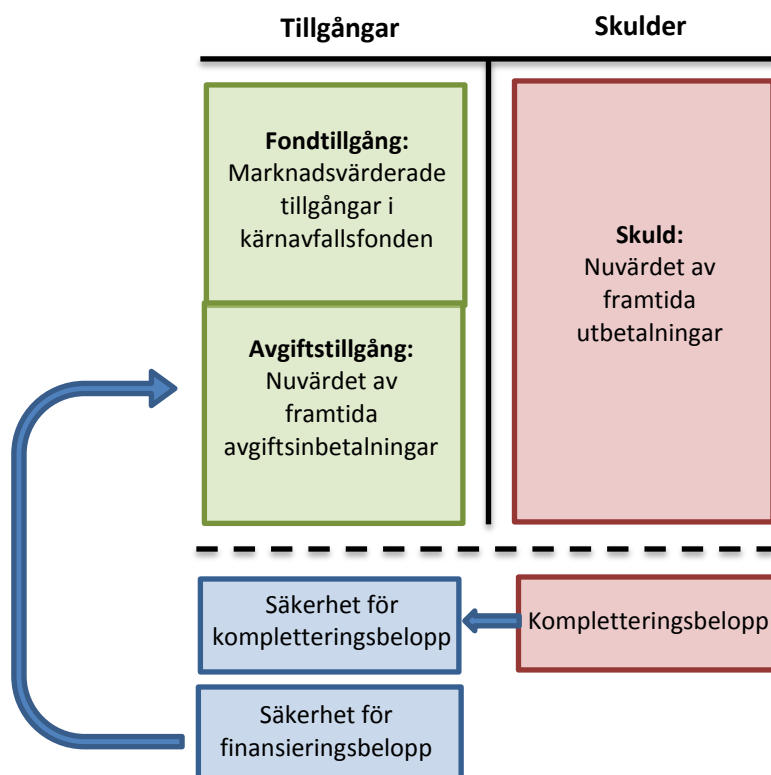 Tillgångar
Skulder
Fondtillgång:
Marknadsvärderade
tillgångar i
kärnavfallsfonden
Avgiftstillgång:
Nuvärdet av
framtida
avgiftsinbetalningar
Skuld:
Nuvärdet av
framtida
utbetalningar
Säkerhet för
kompletteringsbelopp
Kompletteringsbelopp
Säkerhet för
finansieringsbelopp